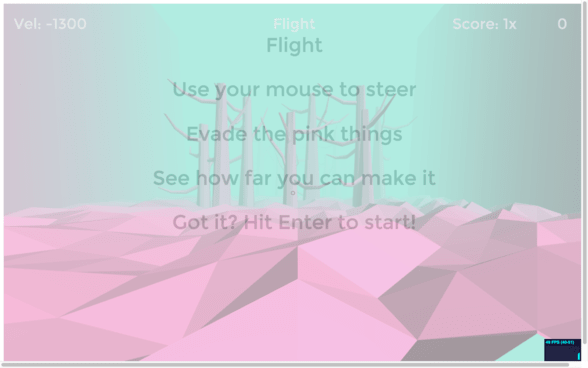 Vel: -1300 Flight Score: 1x 0
Flight
Use your mouse to steer
Evade the pink things
See how far you can make it
Got it? Hit Enter to start!